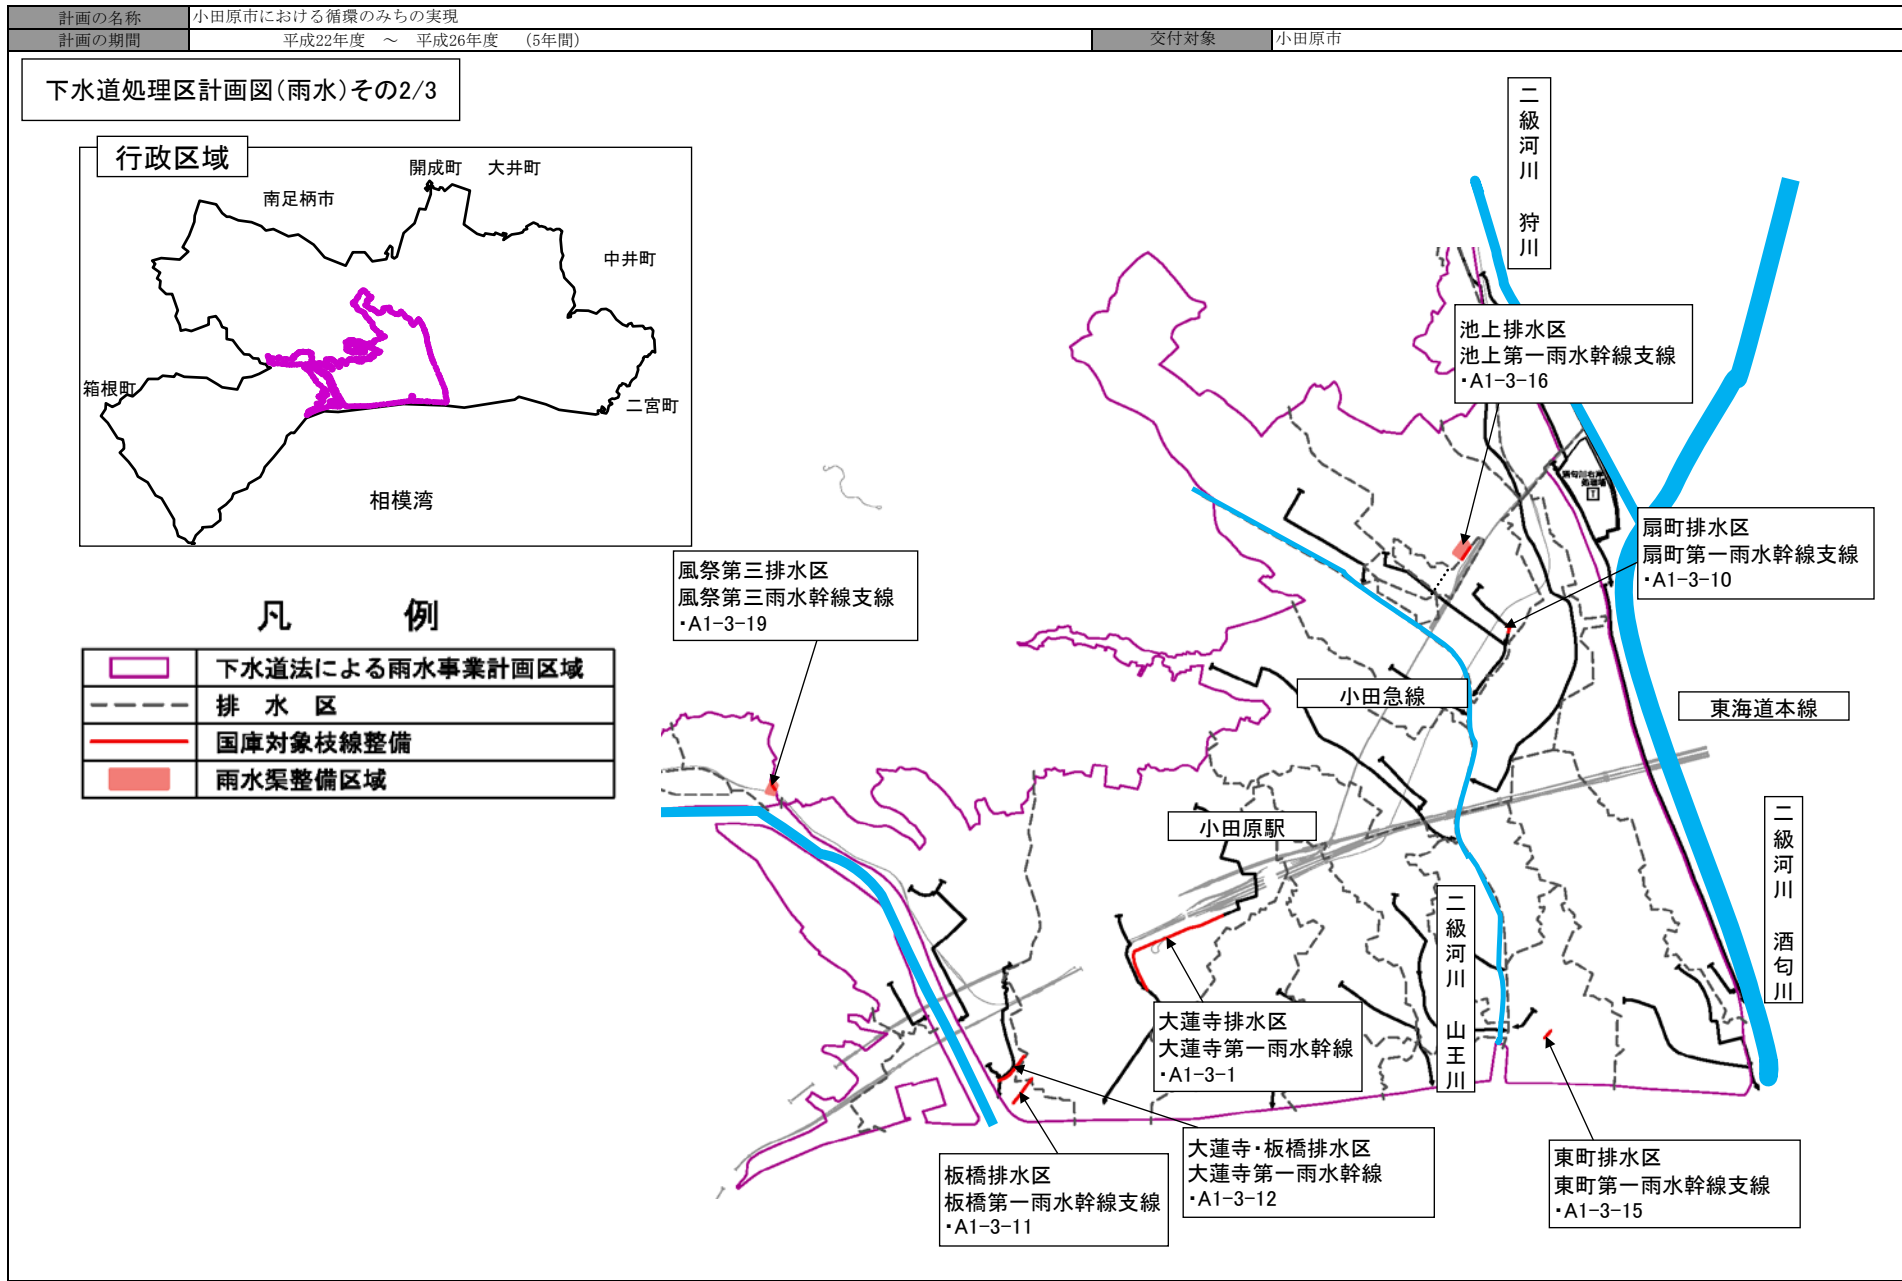 計画の名称 小田原市における循環のみちの実現
計画の期間 平成22年度 ～ 平成26年度 (5年間) 交付対象 小田原市
下水道処理区計画図(雨水)その2/3
行政区域
開成町 大井町
南足柄市
中井町
箱根町
二宮町
相模湾
凡 例
下水道法による雨水事業計画区域
排 水 区
国庫対象枝線整備
雨水渠整備区域
二級河川 狩川
池上排水区
池上第一雨水幹線支線
・A1-3-16
扇町排水区
扇町第一雨水幹線支線
・A1-3-10
風祭第三排水区
風祭第三雨水幹線支線
・A1-3-19
小田急線
東海道本線
小田原駅
二級河川 酒匂川
二級河川 山王川
大蓮寺排水区
大蓮寺第一雨水幹線
・A1-3-1
大蓮寺・板橋排水区
大蓮寺第一雨水幹線
・A1-3-12
板橋排水区
板橋第一雨水幹線支線
・A1-3-11
東町排水区
東町第一雨水幹線支線
・A1-3-15